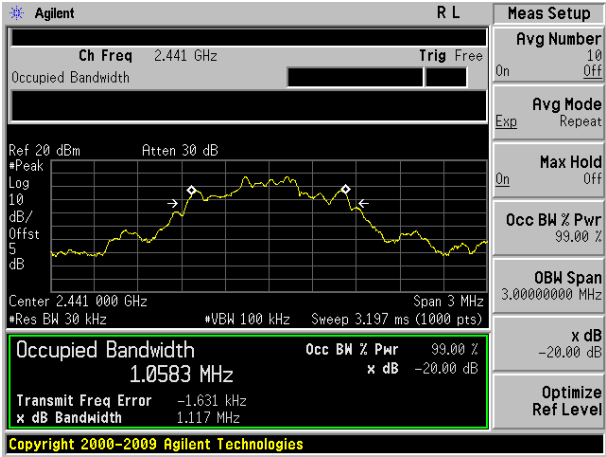 Agilent R L
Meas Setup
Ch Freq 2.441 GHz Trig Free
Occupied Bandwidth
Avg Number
10
On Off
Avg Mode
Exp Repeat
Max Hold
On Off
Occ BW % Pwr
99.00 %
OBW Span
3.00000000 MHz
x dB
-20.00 dB
Optimize
Ref Level
Ref 20 dBm Atten 30 dB
#Peak
Log
10
dB/
Offst
5
dB
Center 2.441 000 GHz Span 3 MHz
#Res BW 30 kHz #VBW 100 kHz Sweep 3.197 ms (1000 pts)
Occupied Bandwidth Occ BW % Pwr 99.00 %
1.0583 MHz x dB -20.00 dB
Transmit Freq Error -1.631 kHz
x dB Bandwidth 1.117 MHz
Copyright 2000-2009 Agilent Technologies